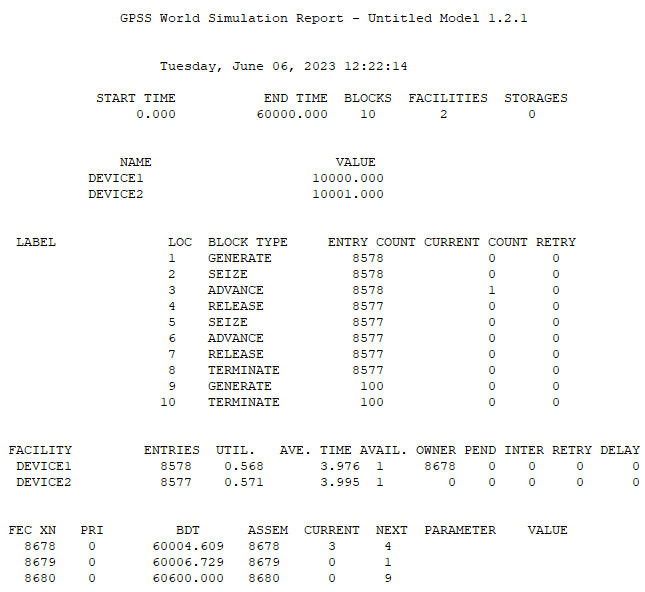 GPSS World Simulation Report - Untitled Model 1.2.1
Tuesday, June 06, 2023 12:22:14
START TIME END TIME BLOCKS FACILITIES STORAGES
0.000 60000.000 10 2 0
NAME VALUE
DEVICE1 10000.000
DEVICE2 10001.000
LABEL LOC BLOCK TYPE ENTRY COUNT CURRENT COUNT RETRY
1 GENERATE 8578 0 0
2 SEIZE 8578 0 0
3 ADVANCE 8578 1 0
4 RELEASE 8577 0 0
5 SEIZE 8577 0 0
6 ADVANCE 8577 0 0
7 RELEASE 8577 0 0
8 TERMINATE 8577 0 0
9 GENERATE 100 0 0
10 TERMINATE 100 0 0
FACILITY ENTRIES UTIL. AVE. TIME AVAIL. OWNER PEND INTER RETRY DELAY
DEVICE1 8578 0.568 3.976 1 8678 0 0 0 0
DEVICE2 8577 0.571 3.995 1 0 0 0 0 0
FEC XN PRI BDT ASSEM CURRENT NEXT PARAMETER VALUE
8678 0 60004.609 8678 3 4
8679 0 60006.729 8679 0 1
8680 0 60600.000 8680 0 9